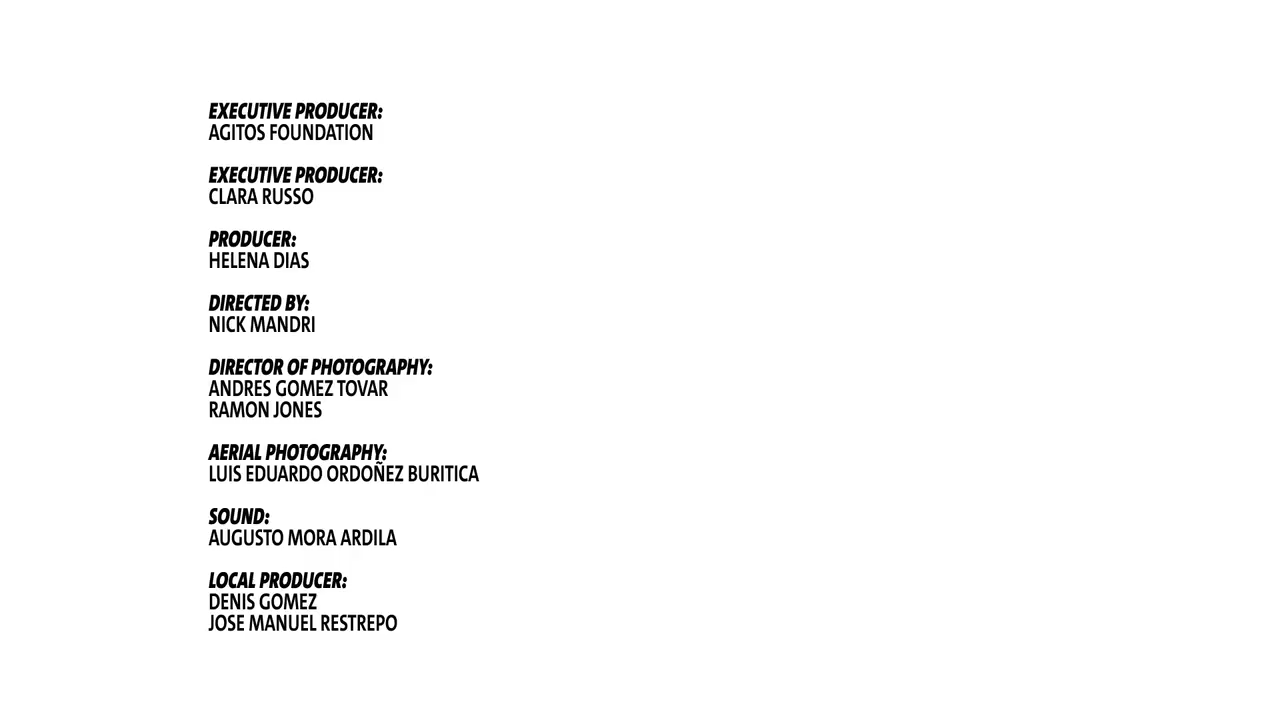 EXECUTIVE PRODUCER:
AGITOS FOUNDATION
EXECUTIVE PRODUCER:
CLARA RUSSO
PRODUCER:
HELENA DIAS
DIRECTED BY:
NICK MANDRI
DIRECTOR OF PHOTOGRAPHY:
ANDRES GOMEZ TOVAR
RAMON JONES
AERIAL PHOTOGRAPHY:
LUIS EDUARDO ORDOÑEZ BURITICA
SOUND:
AUGUSTO MORA ARDILA
LOCAL PRODUCER:
DENIS GOMEZ
JOSE MANUEL RESTREPO